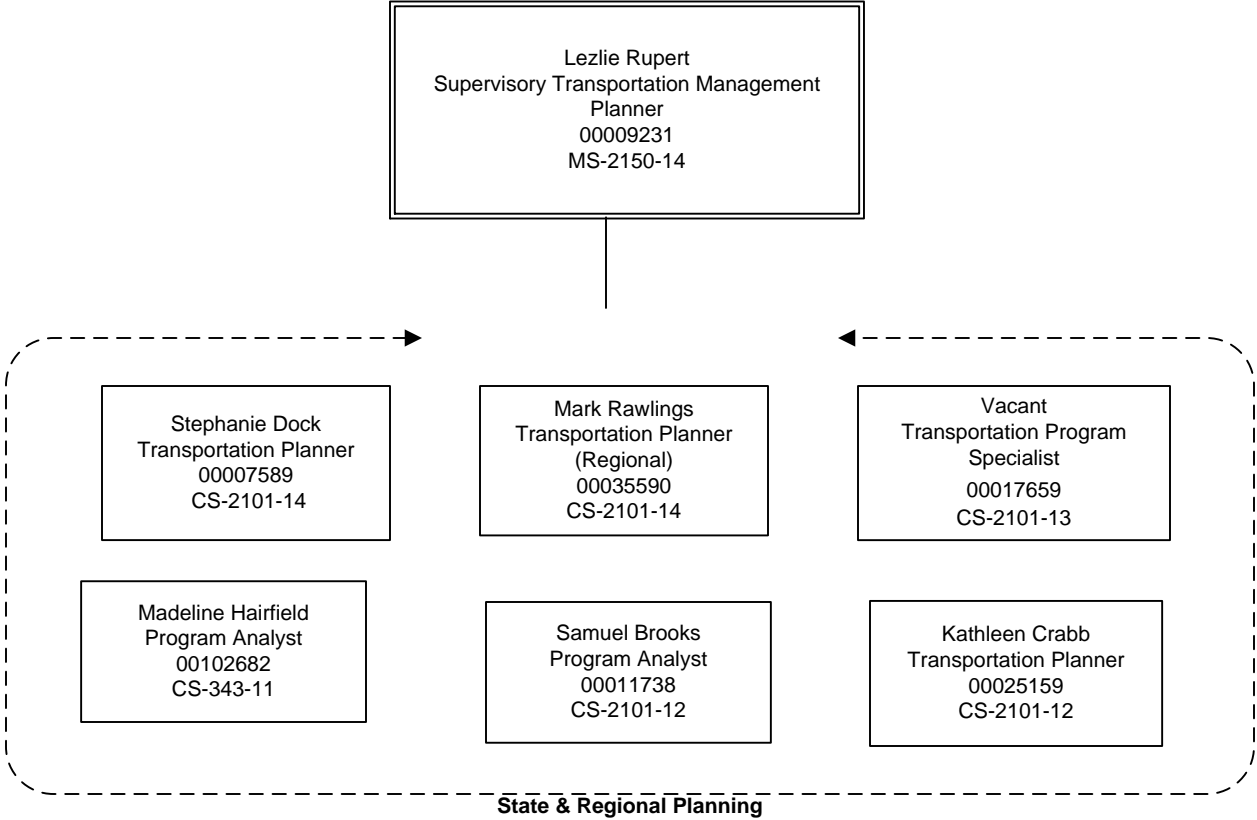 Lezlie Rupert
Supervisory Transportation Management
Planner
00009231
MS-2150-14
Stephanie Dock
Transportation Planner
00007589
CS-2101-14
Mark Rawlings
Transportation Planner
(Regional)
00035590
CS-2101-14
Vacant
Transportation Program
Specialist
00017659
CS-2101-13
Madeline Hairfield
Program Analyst
00102682
CS-343-11
Samuel Brooks
Program Analyst
00011738
CS-2101-12
Kathleen Crabb
Transportation Planner
00025159
CS-2101-12
State & Regional Planning